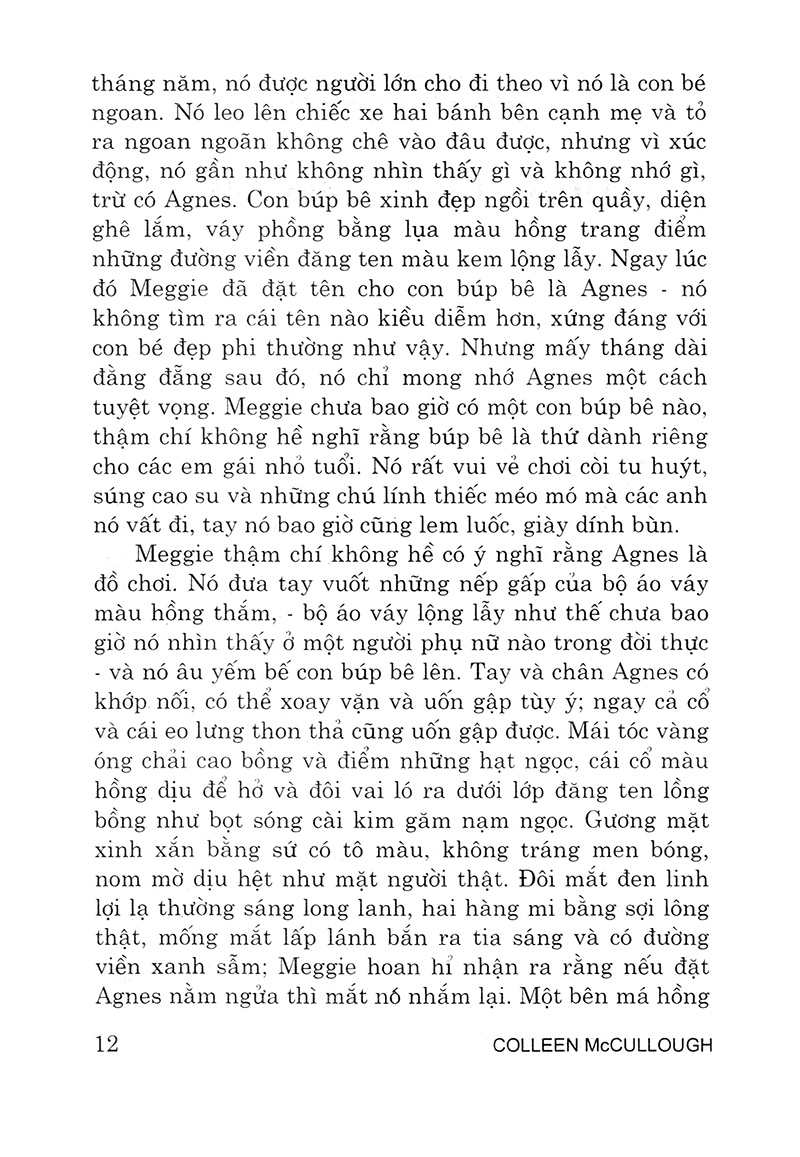 tháng năm, nó được người lớn cho đi theo vì nó là con bé
ngoan. Nó leo lên chiếc xe hai bánh bên cạnh mẹ và tỏ
ra ngoan ngoãn không chê vào đâu được, nhưng vì xúc
động, nó gần như không nhìn thấy gì và không nhớ gì,
trừ có Agnes. Con búp bê xinh đẹp ngồi trên quầy, diện
ghê lắm, váy phồng bằng lụa màu hồng trang điểm
những đường viền đăng ten màu kem lộng lẫy. Ngay lúc
đó Meggie đã đặt tên cho con búp bê là Agnes - nó
không tìm ra cái tên nào kiều diễm hơn, xứng đáng với
con bé đẹp phi thường như vậy. Nhưng mấy tháng dài
đằng đẵng sau đó, nó chỉ mong nhớ Agnes một cách
tuyệt vọng. Meggie chưa bao giờ có một con búp bê nào,
thậm chí không hề nghĩ rằng búp bê là thứ dành riêng
cho các em gái nhỏ tuổi. Nó rất vui vẻ chơi còi tu huýt,
súng cao su và những chú lính thiếc méo mó mà các anh
nó vất đi, tay nó bao giờ cũng lem luốc, giày dính bùn.
Meggie thậm chí không hề có ý nghĩ rằng Agnes là
đồ chơi. Nó đưa tay vuốt những nếp gấp của bộ áo váy
màu hồng thắm, - bộ áo váy lộng lẫy như thế chưa bao
giờ nó nhìn thấy ở một người phụ nữ nào trong đời thực
- và nó âu yếm bế con búp bê lên. Tay và chân Agnes có
khớp nối, có thể xoay vặn và uốn gập tùy ý; ngay cả cổ
và cái eo lưng thon thả cũng uốn gập được. Mái tóc vàng
óng chải cao bồng và điểm những hạt ngọc, cái cổ màu
hồng dịu để hở và đôi vai ló ra dưới lớp đăng ten lồng
bồng như bọt sóng cài kim găm nạm ngọc. Gương mặt
xinh xắn bằng sứ có tô màu, không tráng men bóng,
nom mờ dịu hệt như mặt người thật. Đôi mắt đen linh
lợi lạ thường sáng long lanh, hai hàng mi bằng sợi lông
thật, mống mắt lấp lánh bắn ra tia sáng và có đường
viền xanh sẫm; Meggie hoan hỉ nhận ra rằng nếu đặt
Agnes nằm ngửa thì mắt nó nhắm lại. Một bên má hồng
12 COLLEEN McCULLOUGH